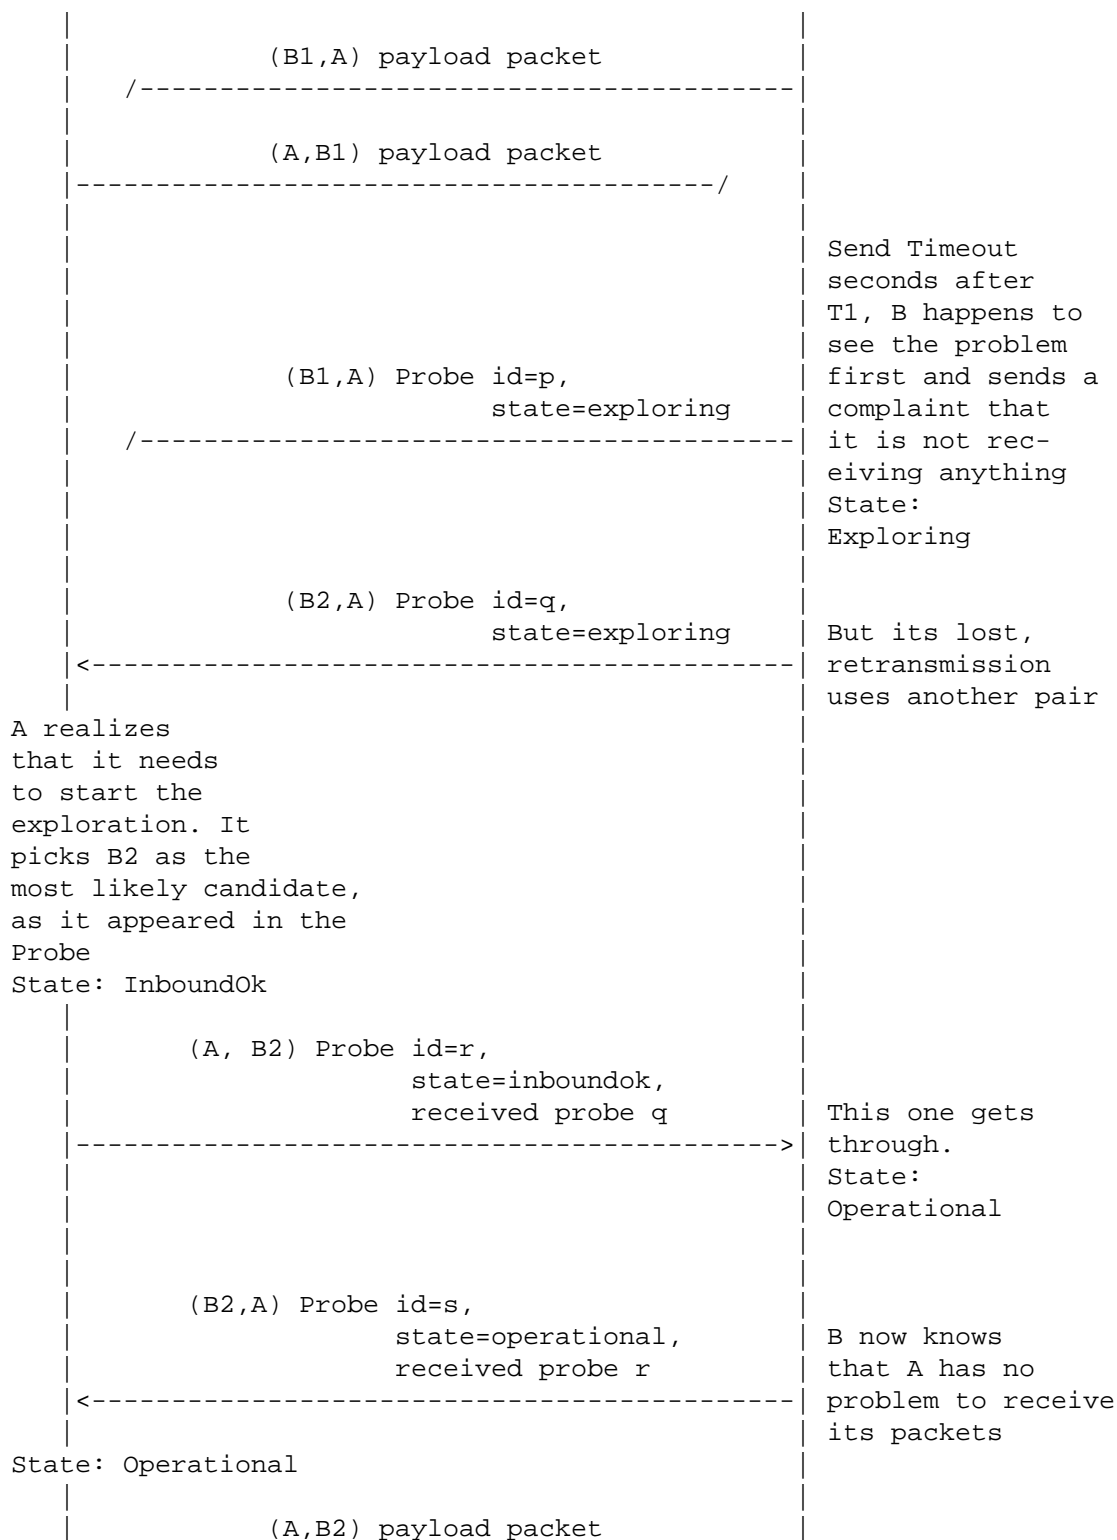 (B1,A) payload packet
/-----------------------------------------|
(A,B1) payload packet
|----------------------------------------/
Send Timeout
seconds after
T1, B happens to
see the problem
(B1,A) Probe id=p, first and sends a
state=exploring complaint that
/-----------------------------------------| it is not rec-
eiving anything
State:
Exploring
(B2,A) Probe id=q,
state=exploring But its lost,
|<--------------------------------------------| retransmission
uses another pair
A realizes
that it needs
to start the
exploration. It
picks B2 as the
most likely candidate,
as it appeared in the
Probe
State: InboundOk
(A, B2) Probe id=r,
state=inboundok,
received probe q This one gets
|-------------------------------------------->| through.
State:
Operational
(B2,A) Probe id=s,
state=operational, B now knows
received probe r that A has no
|<--------------------------------------------| problem to receive
its packets
State: Operational
(A,B2) payload packet